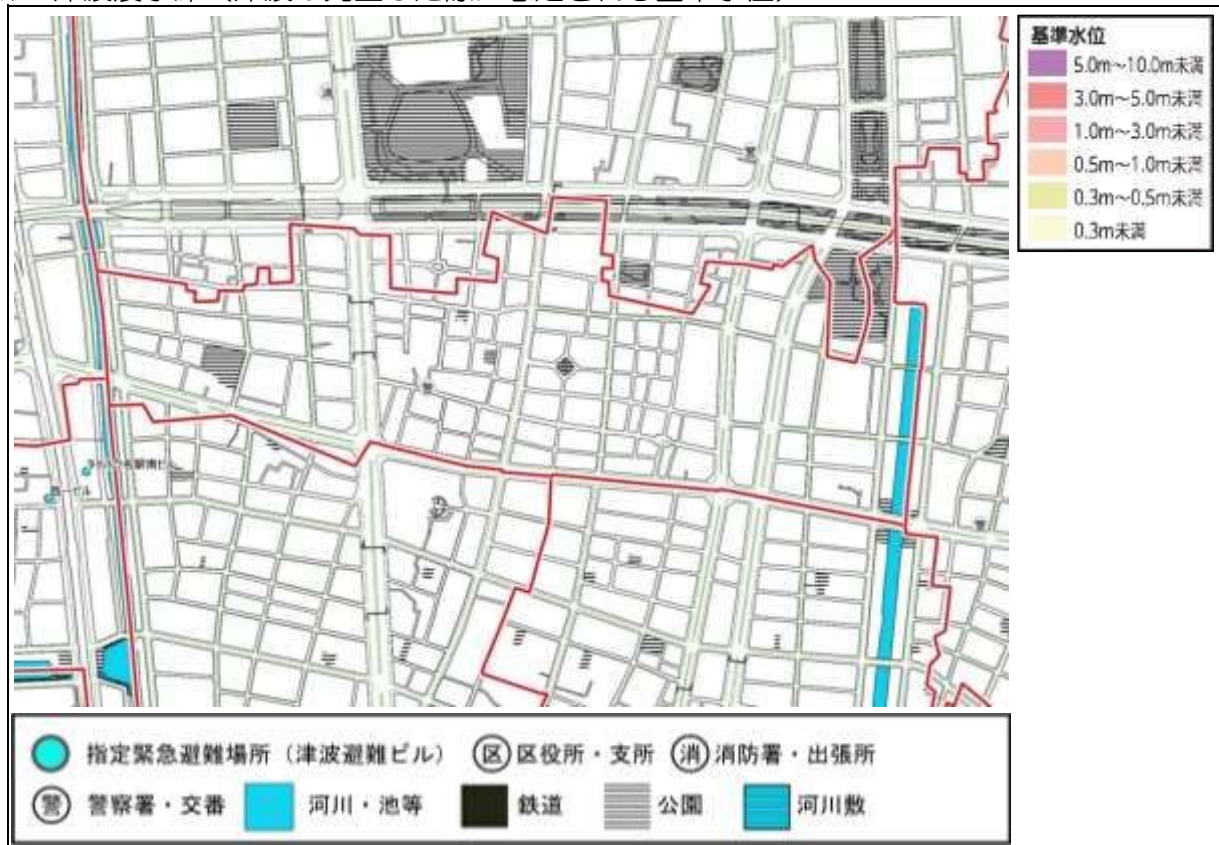 基準水位
5.0m～10.0m未満
3.0m～5.0m未満
1.0m～3.0m未満
0.5m～1.0m未満
0.3m～0.5m未満
0.3m未満
警
警
警
指定緊急避難場所（津波避難ビル） 区 区役所・支所 消 消防署・出張所
警 警察署・交番 河川・池等 鉄道 公園 河川敷